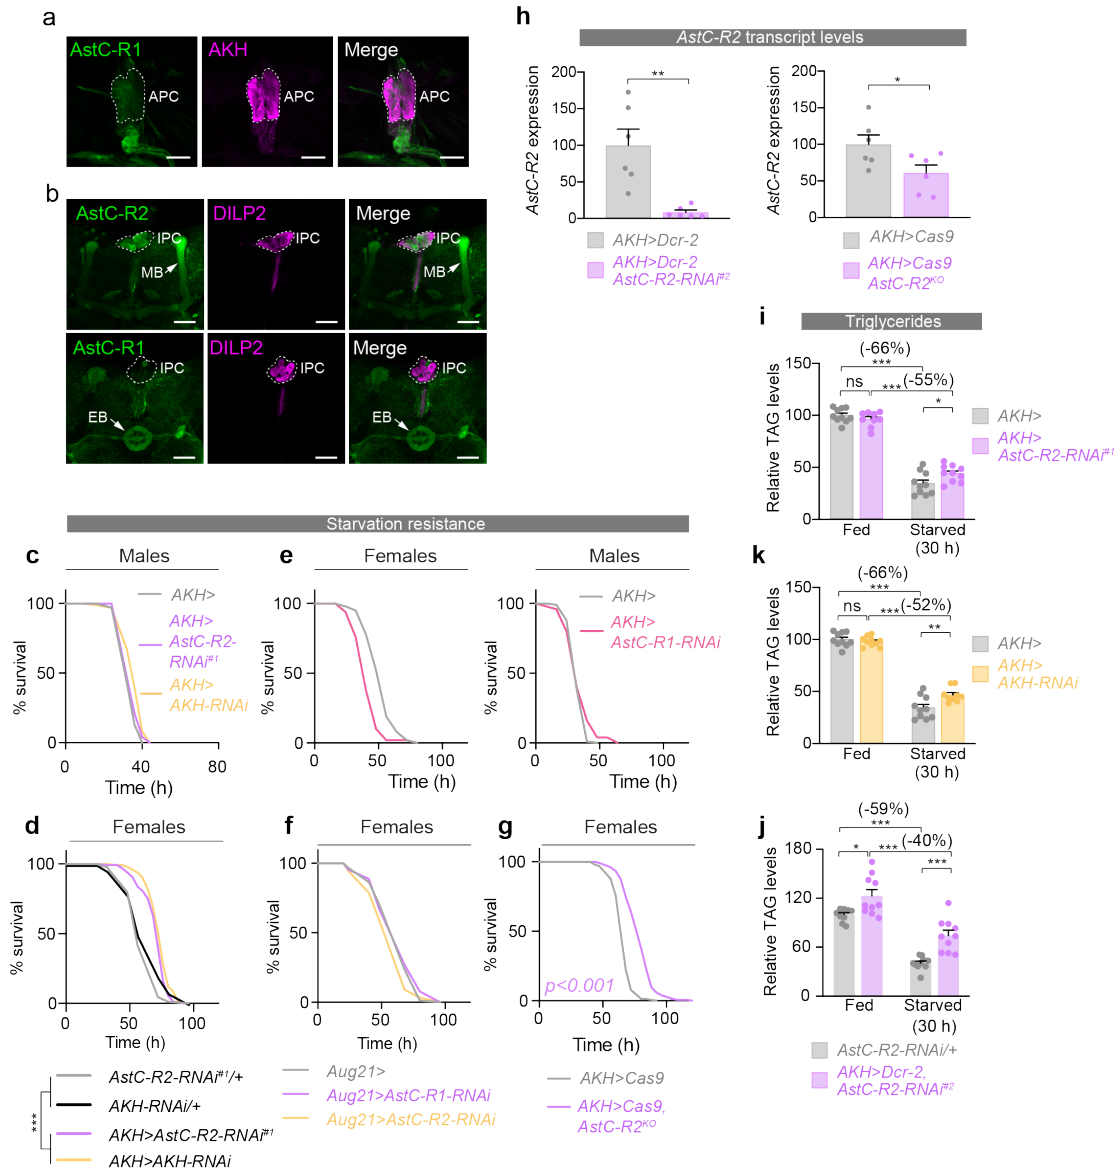 a
AstC-R1
AKH
Merge
APC
APC
APC
b
AstC-R2
DILP2
Merge
IPC
IPC
IPC
MB
MB
AstC-R1
DILP2
Merge
IPC
IPC
IPC
EB
EB
h
AstC-R2 transcript levels
AstC-R2 expression
200
150
100
50
0
**
AKH>Dcr-2
AKH>Dcr-2
AstC-R2-RNAi#2
AstC-R2 expression
200
150
100
50
0
*
AKH>Cas9
AKH>Cas9
AstC-R2KO
i
Triglycerides
Relative TAG levels
150
100
50
0
(-66%)
***
ns
***
(-55%)
*
Fed
Starved
(30 h)
AKH>
AKH>
AstC-R2-RNAi#1
Starvation resistance
c
Males
% survival
100
50
0
0
40
80
Time (h)
AKH>
AKH>
AstC-R2-
RNAi#1
AKH>
AKH-RNAi
e
Females
% survival
100
50
0
0
50
100
Time (h)
Males
% survival
100
50
0
0
50
100
Time (h)
AKH>
AKH>
AstC-R1-RNAi
k
Relative TAG levels
150
100
50
0
(-66%)
***
ns
***
(-52%)
**
Fed
Starved
(30 h)
AKH>
AKH>
AKH-RNAi
d
Females
% survival
100
50
0
0
50
100
Time (h)
***
AstC-R2-RNAi#1/+
AKH-RNAi/+
AKH>AstC-R2-RNAi#1
AKH>AKH-RNAi
f
Females
% survival
100
50
0
0
50
100
Time (h)
Aug21>
Aug21>AstC-R1-RNAi
Aug21>AstC-R2-RNAi
g
Females
% survival
100
50
0
0
50
100
Time (h)
p<0.001
AKH>Cas9
AKH>Cas9,
AstC-R2KO
j
Relative TAG levels
180
120
60
0
(-59%)
***
*
***
(-40%)
***
Fed
Starved
(30 h)
AstC-R2-RNAi/+
AKH>Dcr-2,
AstC-R2-RNAi#2